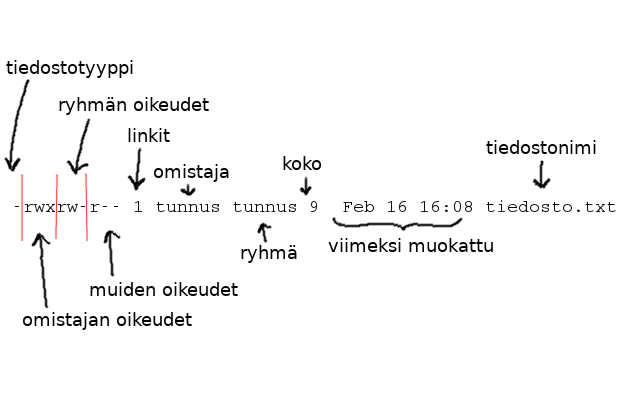 tiedostotyyppi
ryhmän oikeudet
linkit
omistaja
koko
tiedostonimi
-rwxrw-r-- 1 tunnus tunnus 9 Feb 16 16:08 tiedosto.txt
ryhmä
viimeksi muokattu
muiden oikeudet
omistajan oikeudet